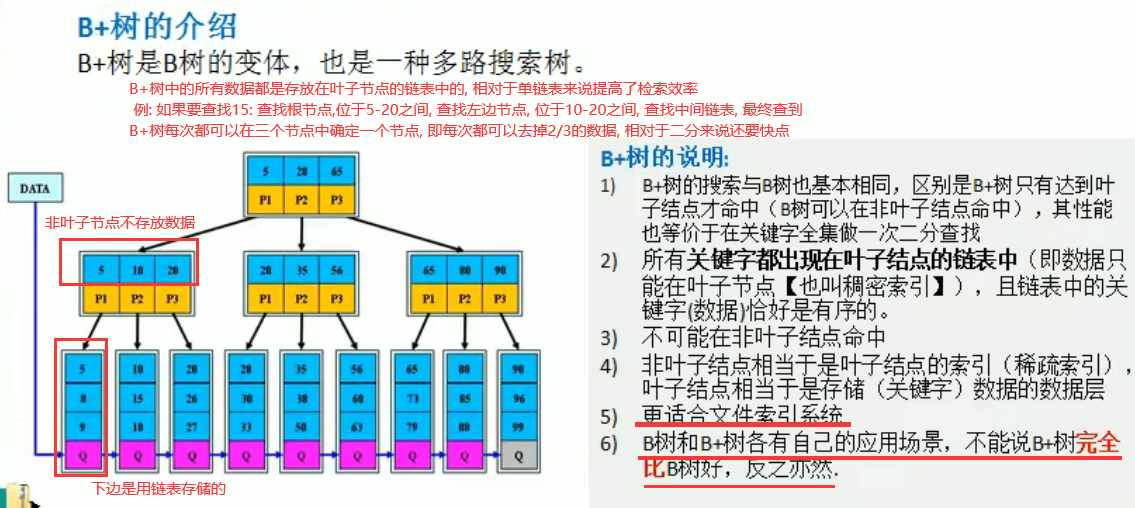 B+树的介绍
B+树是B树的变体，也是一种多路搜索树。
B+树中的所有数据都是存放在叶子节点的链表中的, 相对于单链表来说提高了检索效率
例: 如果要查找15: 查找根节点,位于5-20之间, 查找左边节点, 位于10-20之间, 查找中间链表, 最终查到
B+树每次都可以在三个节点中确定一个节点, 即每次都可以去掉2/3的数据, 相对于二分来说还要快点
DATA
5 28 65
P1 P2 P3
非叶子节点不存放数据
5 10 20 28 35 56 65 80 90
P1 P2 P3 P1 P2 P3 P1 P2 P3
5 10 20 28 35 56 65 80 90
8 15 26 30 38 60 73 85 96
9 18 27 33 50 63 79 88 99
Q Q Q Q Q Q Q Q Q
下边是用链表存储的
B+树的说明:
1) B+树的搜索与B树也基本相同，区别是B+树只有达到叶
子结点才命中（B树可以在非叶子结点命中），其性能
也等价于在关键字全集做一次二分查找
2) 所有关键字都出现在叶子结点的链表中（即数据只
能在叶子节点【也叫稠密索引】），且链表中的关
键字(数据)恰好是有序的。
3) 不可能在非叶子结点命中
4) 非叶子结点相当于是叶子结点的索引（稀疏索引），
叶子结点相当于是存储（关键字）数据的数据层
5) 更适合文件索引系统
6) B树和B+树各有自己的应用场景，不能说B+树完全
比B树好，反之亦然.